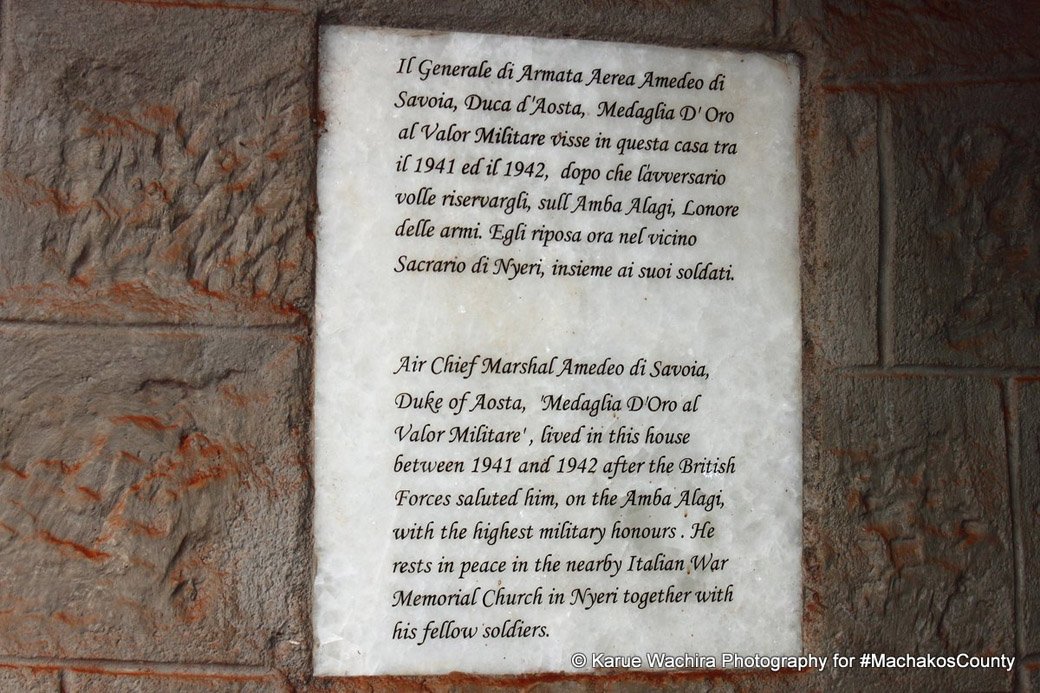 Il Generale di Armata Aerea Amedeo di
Savoia, Duca d'Aosta, Medaglia D' Oro
al Valor Militare visse in questa casa tra
il 1941 ed il 1942, dopo che l'avversario
volle riservargli, sull Amba Alagi, Lonore
delle armi. Egli riposa ora nel vicino
Sacrario di Nyeri, insieme ai suoi soldati.
Air Chief Marshal Amedeo di Savoia,
Duke of Aosta, 'Medaglia D'Oro al
Valor Militare' , lived in this house
between 1941 and 1942 after the British
Forces saluted him, on the Amba Alagi,
with the highest military honours . He
rests in peace in the nearby Italian War
Memorial Church in Nyeri together with
his fellow soldiers.
© Karue Wachira Photography for #MachakosCounty